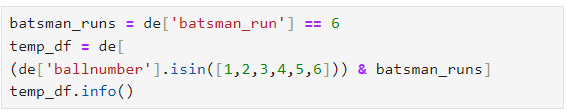 batsman_runs = de['batsman_run'] == 6
temp_df = de[
(de['ballnumber'].isin([1,2,3,4,5,6])) & batsman_runs]
temp_df.info()